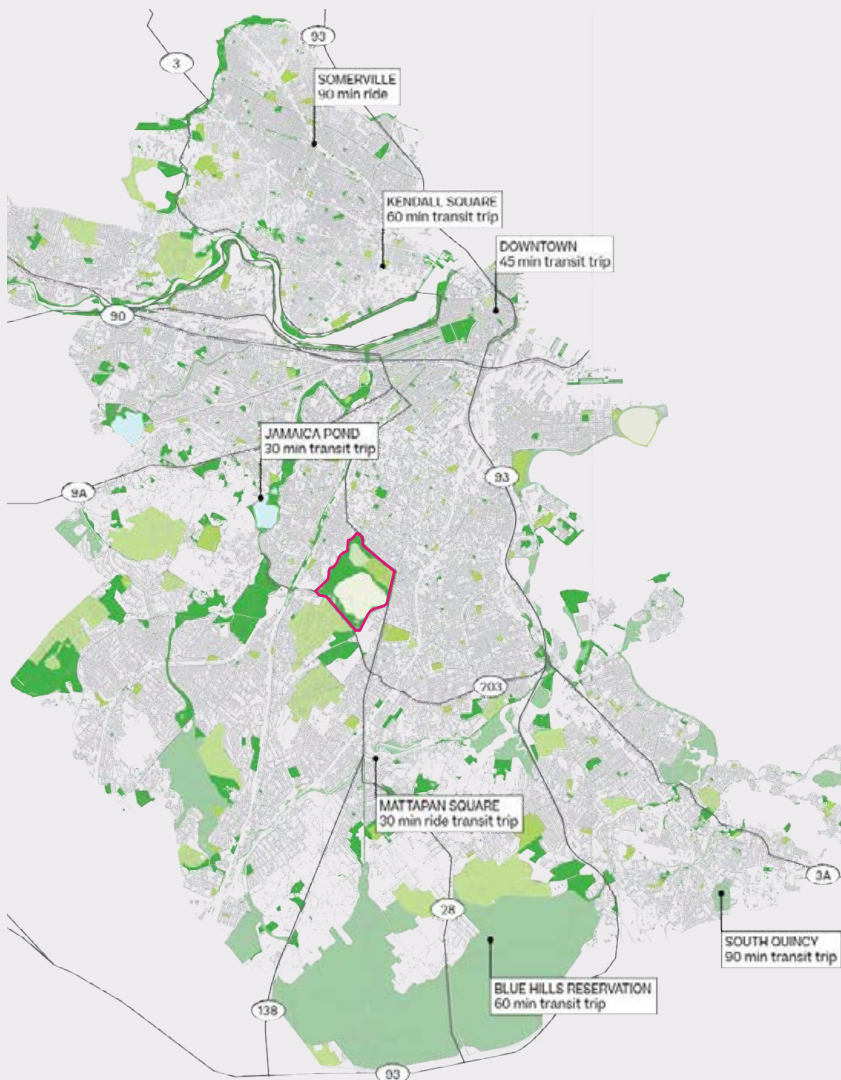 93
3
SOMERVILLE
90 min ride
KENDALL SQUARE
60 min transit trip
DOWNTOWN
45 min transit trip
90
JAMAICA POND
30 min transit trip
93
9A
203
MATTAPAN SQUARE
30 min ride transit trip
3A
28
SOUTH QUINCY
90 min transit trip
BLUE HILLS RESERVATION
60 min transit trip
138
93